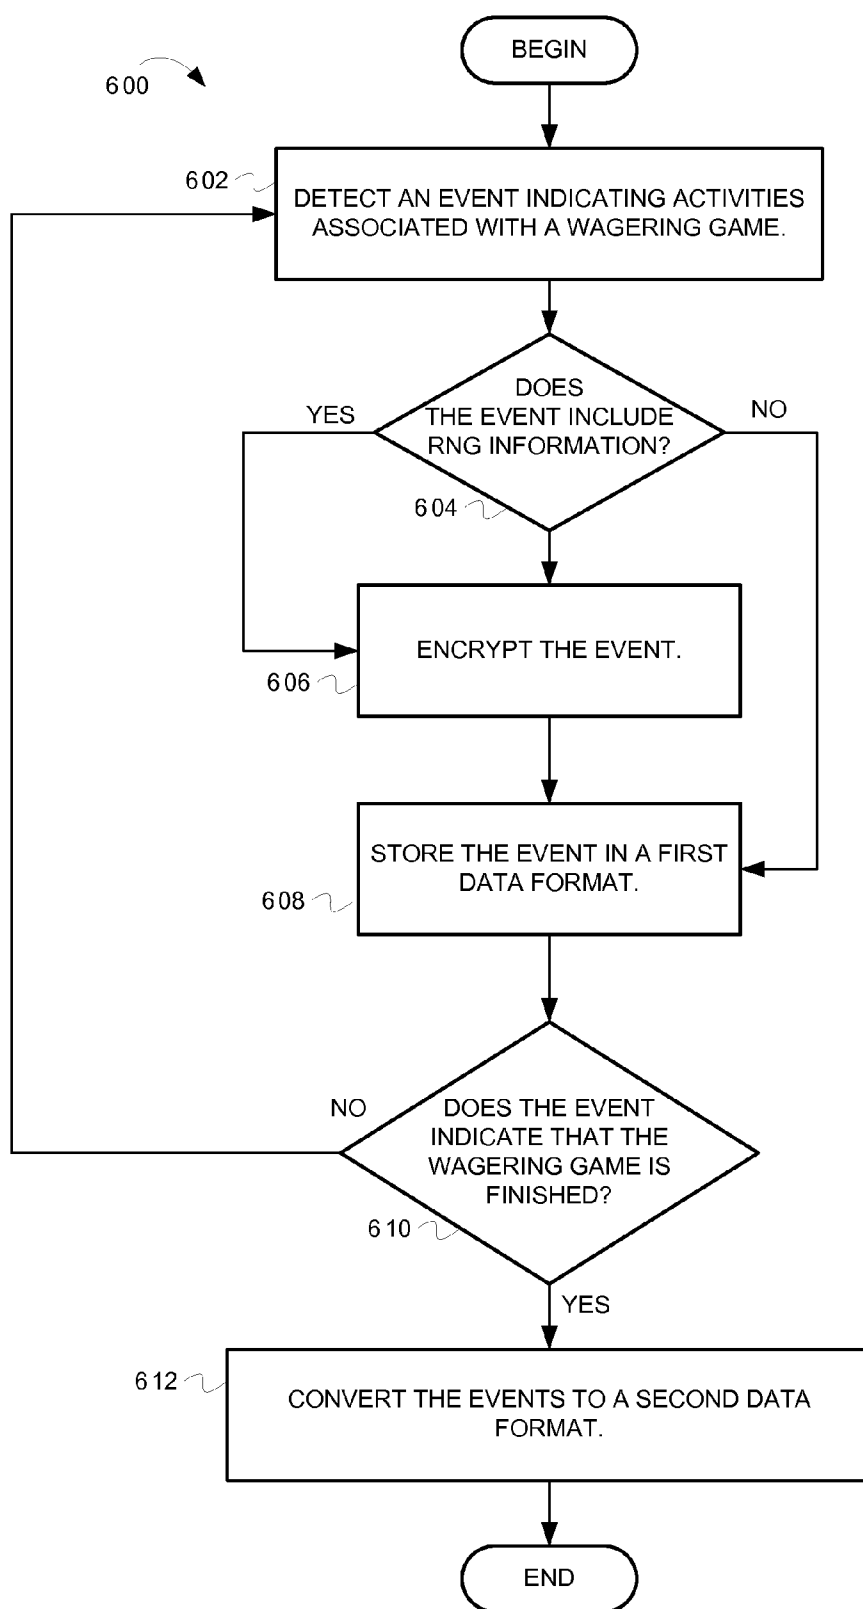 BEGIN
600
602
DETECT AN EVENT INDICATING ACTIVITIES
ASSOCIATED WITH A WAGERING GAME.
DOES
THE EVENT INCLUDE
RNG INFORMATION?
YES
NO
604
ENCRYPT THE EVENT.
606
STORE THE EVENT IN A FIRST
DATA FORMAT.
608
NO
DOES THE EVENT
INDICATE THAT THE
WAGERING GAME IS
FINISHED?
610
YES
612
CONVERT THE EVENTS TO A SECOND DATA
FORMAT.
END